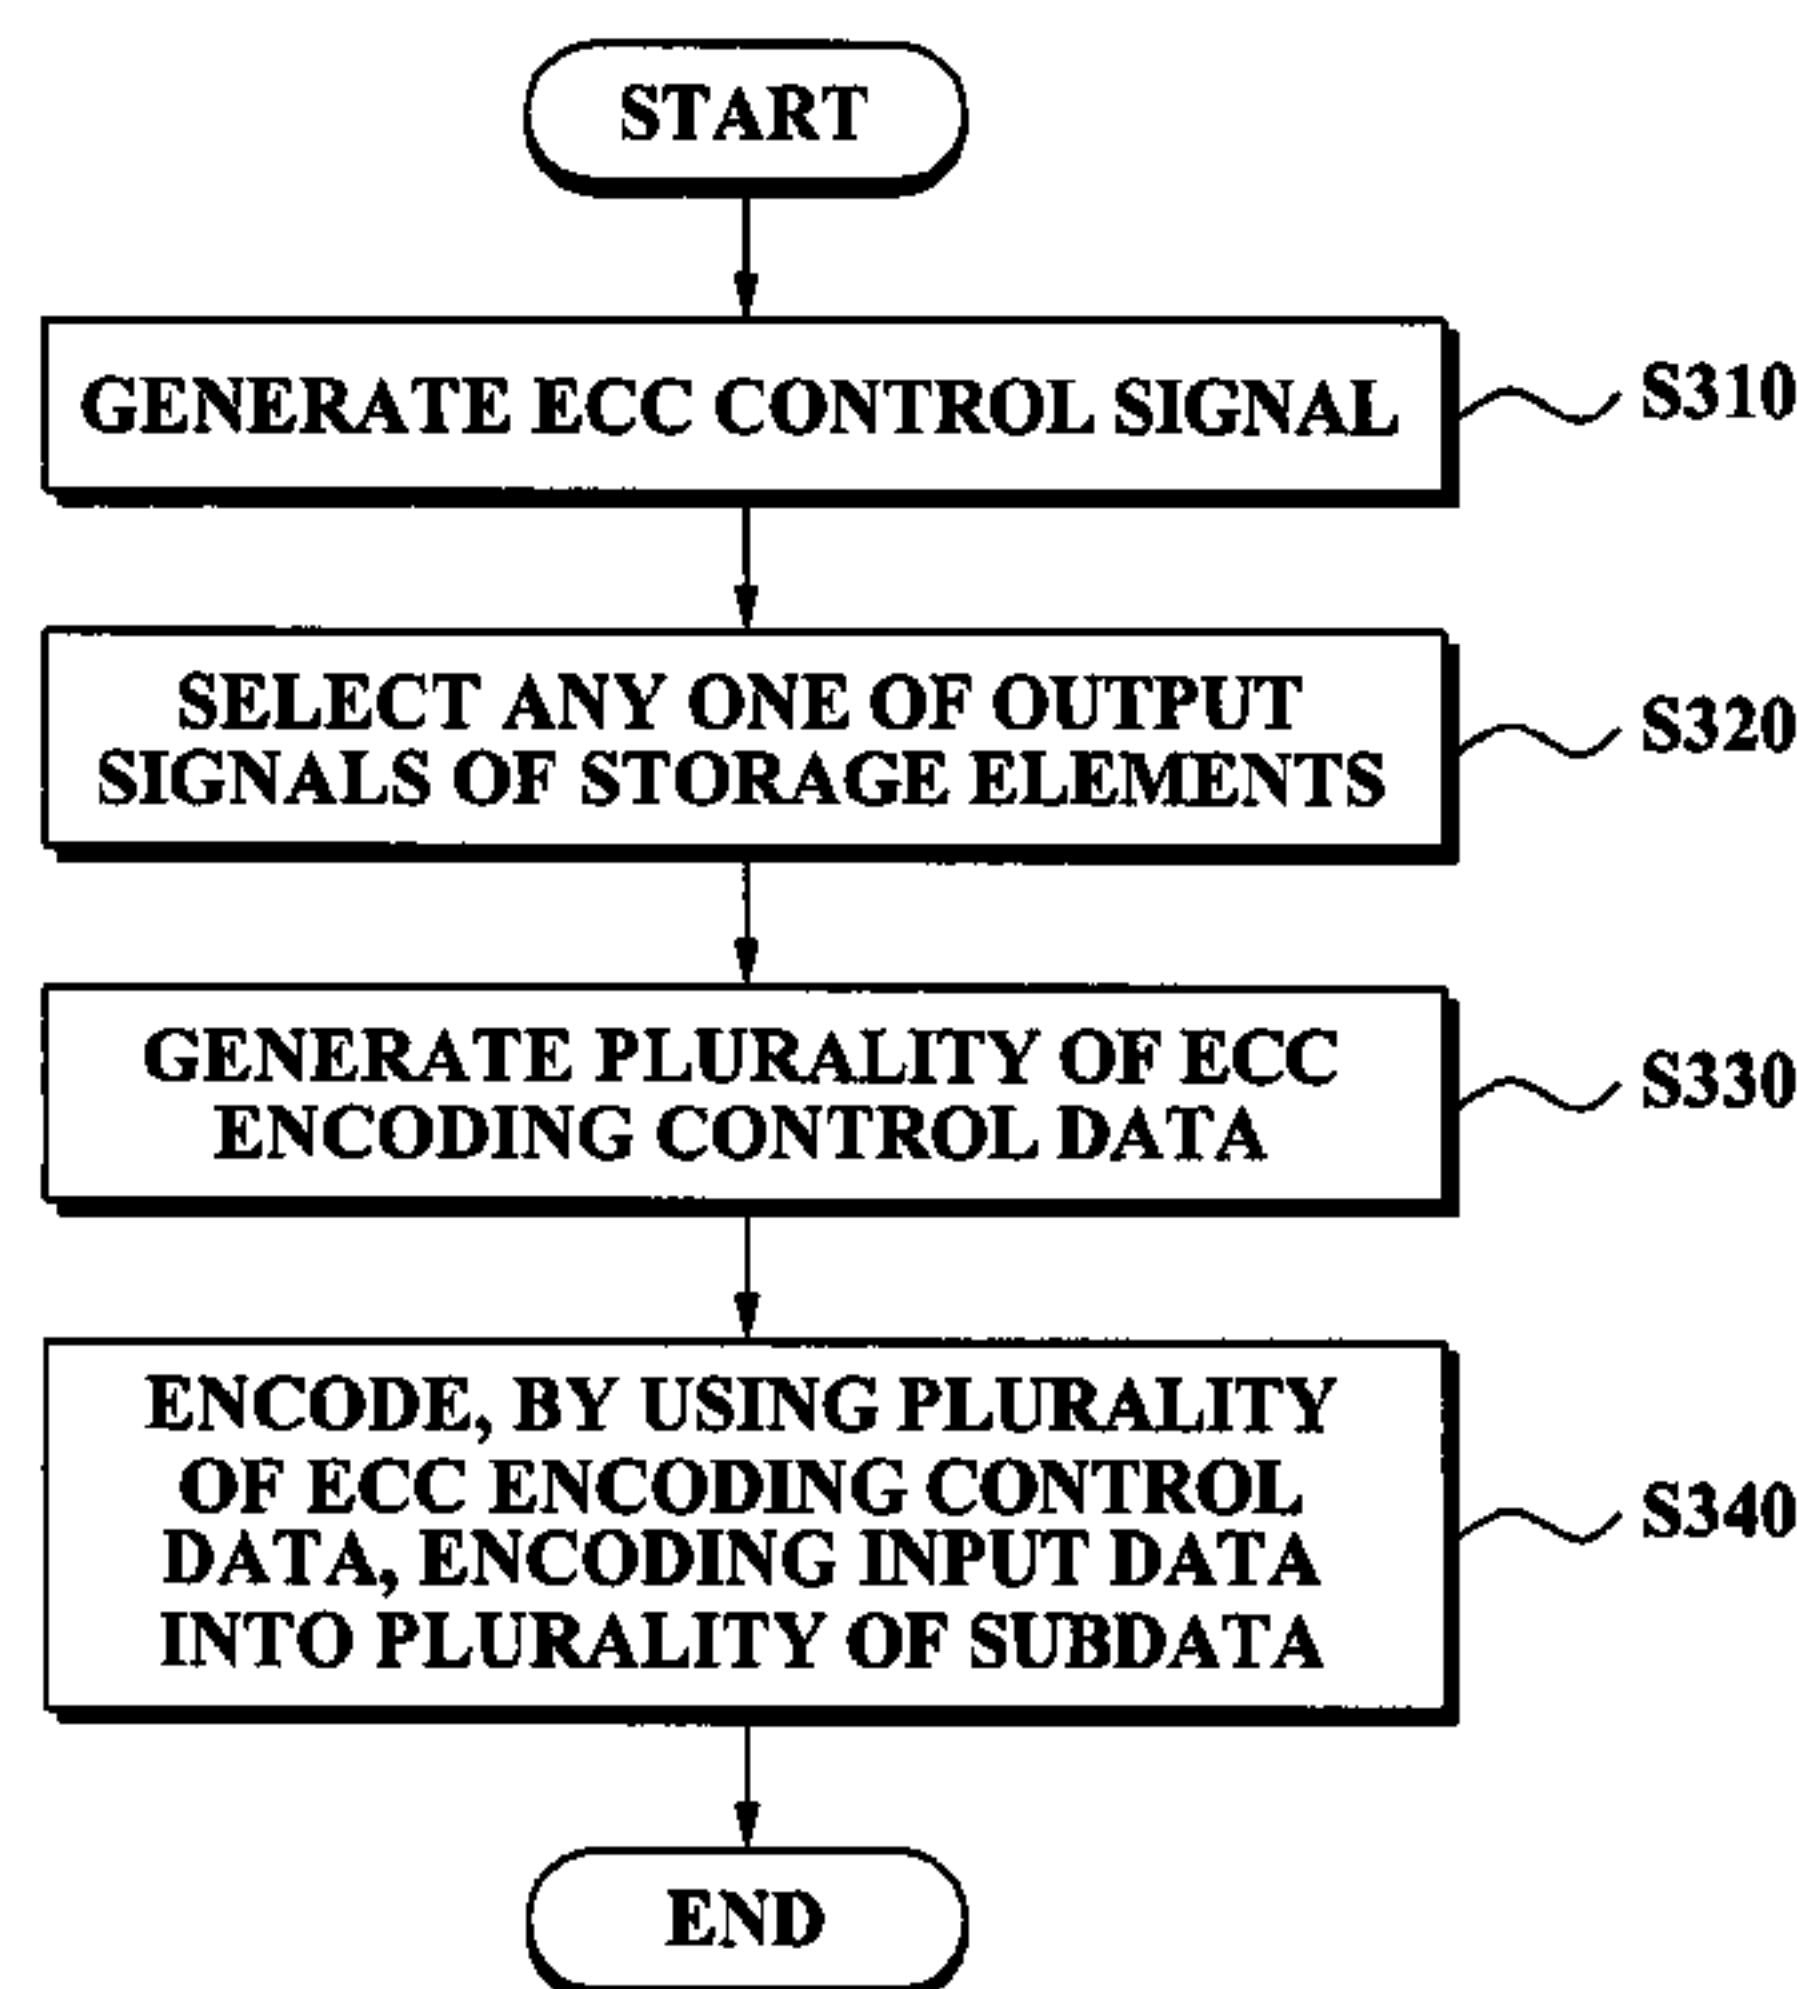 START
GENERATE ECC CONTROL SIGNAL
S310
SELECT ANY ONE OF OUTPUT
SIGNALS OF STORAGE ELEMENTS
S320
GENERATE PLURALITY OF ECC
ENCODING CONTROL DATA
S330
ENCODE, BY USING PLURALITY
OF ECC ENCODING CONTROL
DATA, ENCODING INPUT DATA
INTO PLURALITY OF SUBDATA
S340
END